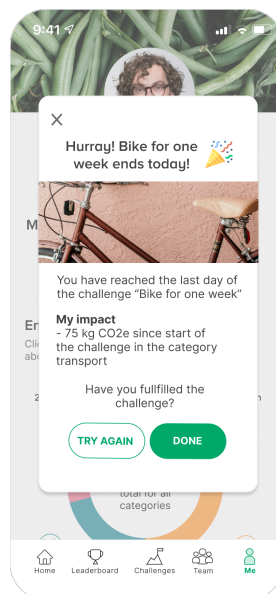 9:41
Hurray! Bike for one
week ends today!
M
You have reached the last day of
the challenge “Bike for one week”
En
My impact
Clic
- 75 kg CO2e since start of
abo
the challenge in the category
transport
Have you fullfilled the
challenge?
2
n
TRY AGAIN
DONE
total for all
categories
Home
Leaderboard
Challenges
Team
Me